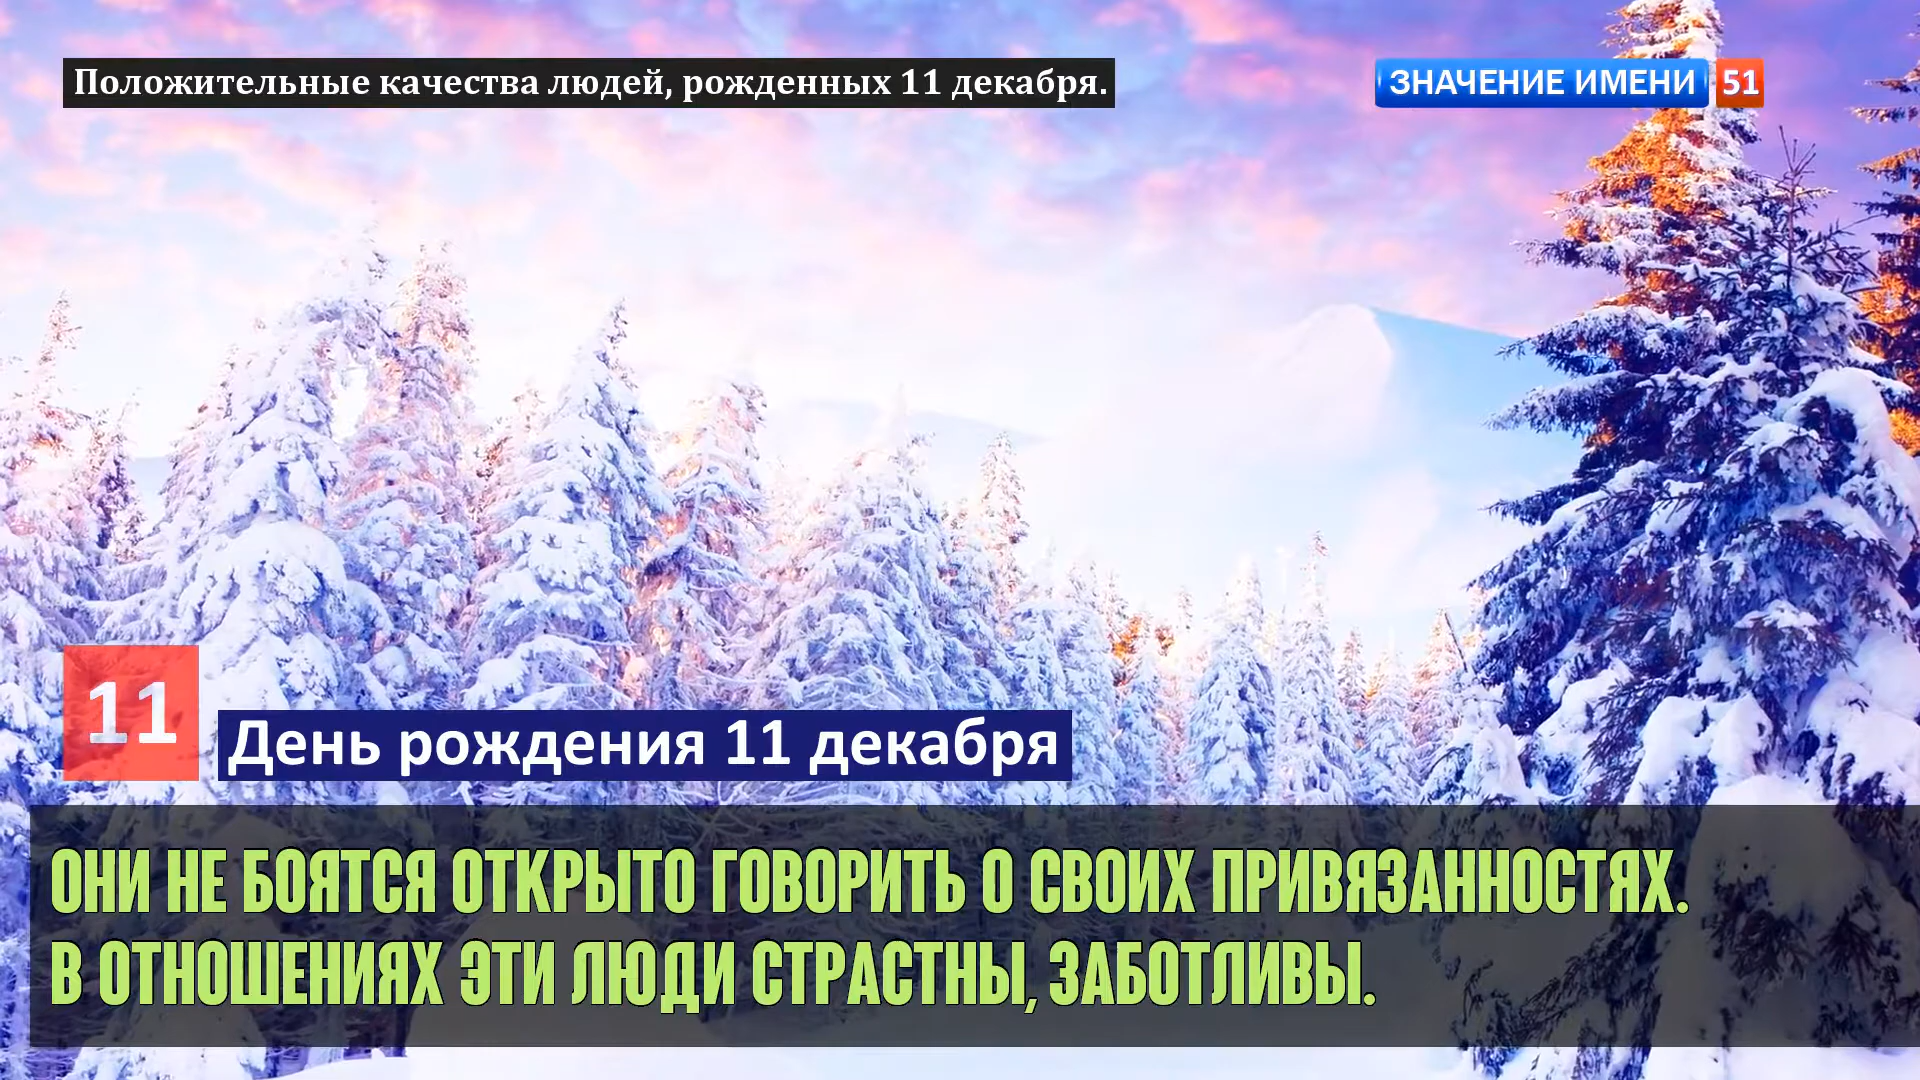 Положительные качества людей, рожденных 11 декабря.
ЗНАЧЕНИЕ ИМЕНИ 51
11
День рождения 11 декабря
ОНИ НЕ БОЯТСЯ ОТКРЫТО ГОВОРИТЬ О СВОИХ ПРИВЯЗАННОСТЯХ.
В ОТНОШЕНИЯХ ЭТИ ЛЮДИ СТРАСТНЫ, ЗАБОТЛИВЫ.